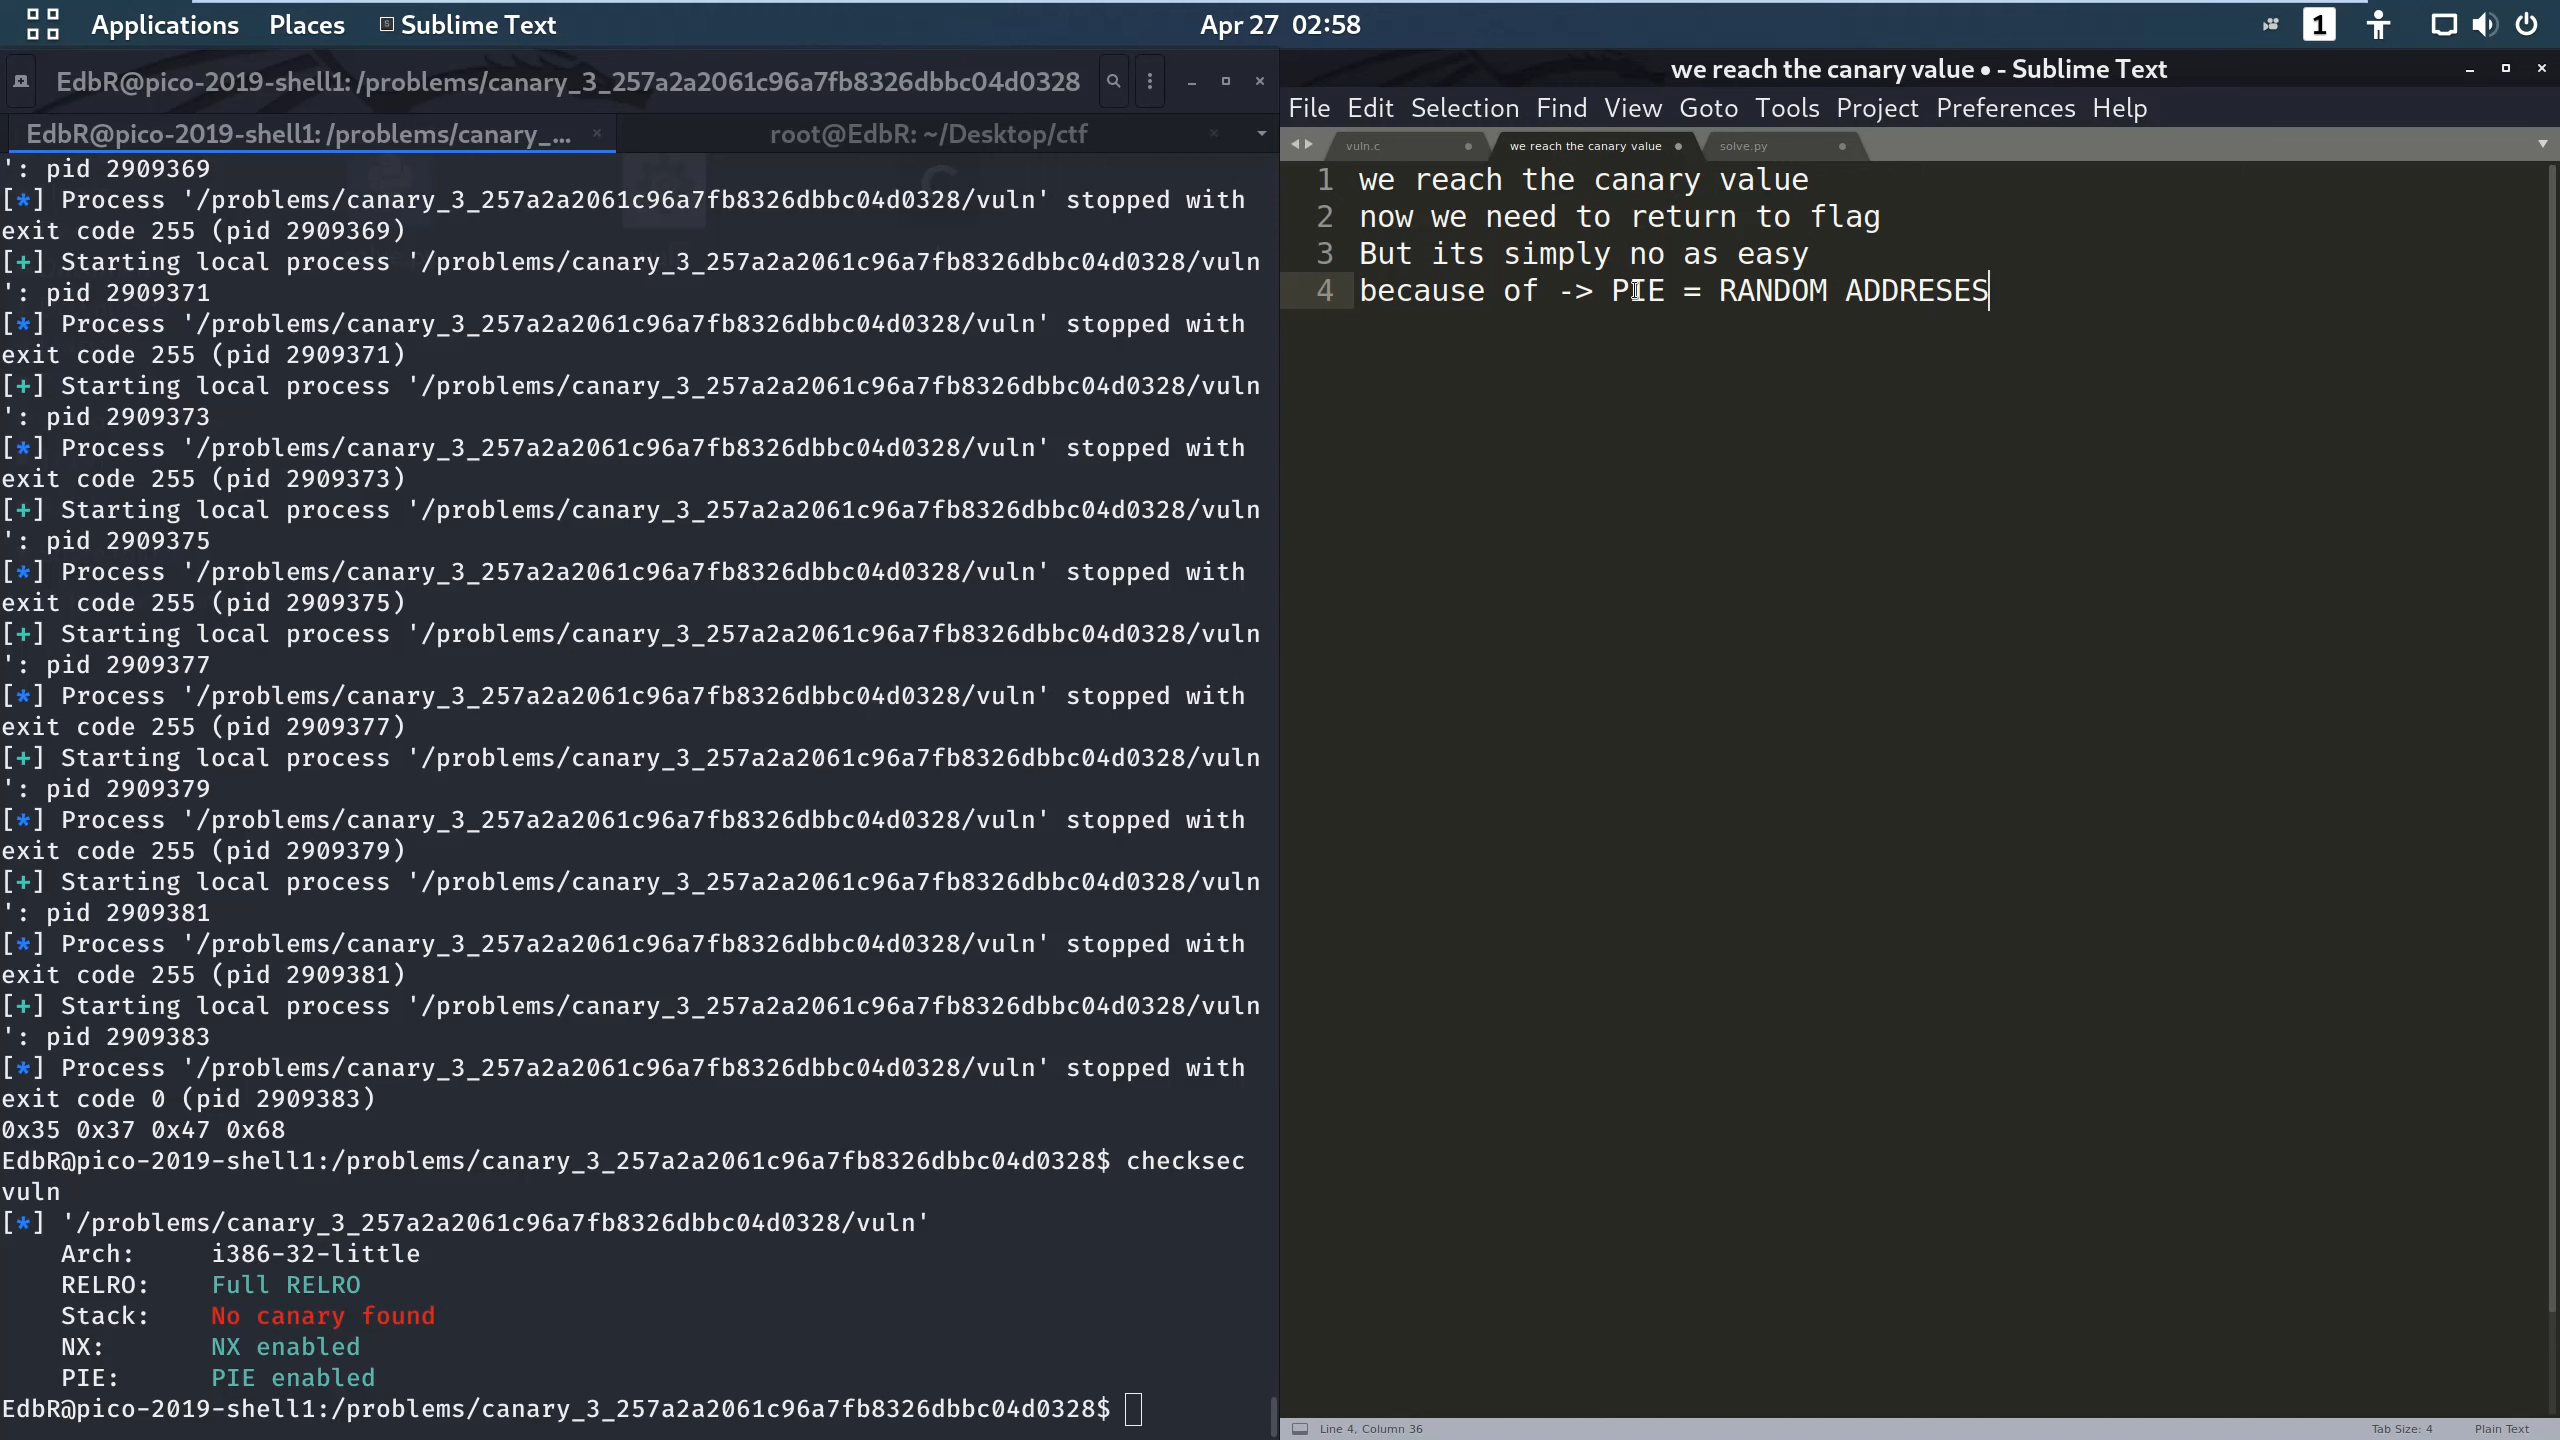 Applications Places Sublime Text Apr 27 02:58 1
EdbR@pico-2019-shell1: /problems/canary_3_257a2a2061c96a7fb8326dbbc04d0328
EdbR@pico-2019-shell1: /problems/canary_... × root@EdbR: ~/Desktop/ctf ×
': pid 2909369
[*] Process '/problems/canary_3_257a2a2061c96a7fb8326dbbc04d0328/vuln' stopped with
exit code 255 (pid 2909369)
[+] Starting local process '/problems/canary_3_257a2a2061c96a7fb8326dbbc04d0328/vuln
': pid 2909371
[*] Process '/problems/canary_3_257a2a2061c96a7fb8326dbbc04d0328/vuln' stopped with
exit code 255 (pid 2909371)
[+] Starting local process '/problems/canary_3_257a2a2061c96a7fb8326dbbc04d0328/vuln
': pid 2909373
[*] Process '/problems/canary_3_257a2a2061c96a7fb8326dbbc04d0328/vuln' stopped with
exit code 255 (pid 2909373)
[+] Starting local process '/problems/canary_3_257a2a2061c96a7fb8326dbbc04d0328/vuln
': pid 2909375
[*] Process '/problems/canary_3_257a2a2061c96a7fb8326dbbc04d0328/vuln' stopped with
exit code 255 (pid 2909375)
[+] Starting local process '/problems/canary_3_257a2a2061c96a7fb8326dbbc04d0328/vuln
': pid 2909377
[*] Process '/problems/canary_3_257a2a2061c96a7fb8326dbbc04d0328/vuln' stopped with
exit code 255 (pid 2909377)
[+] Starting local process '/problems/canary_3_257a2a2061c96a7fb8326dbbc04d0328/vuln
': pid 2909379
[*] Process '/problems/canary_3_257a2a2061c96a7fb8326dbbc04d0328/vuln' stopped with
exit code 255 (pid 2909379)
[+] Starting local process '/problems/canary_3_257a2a2061c96a7fb8326dbbc04d0328/vuln
': pid 2909381
[*] Process '/problems/canary_3_257a2a2061c96a7fb8326dbbc04d0328/vuln' stopped with
exit code 255 (pid 2909381)
[+] Starting local process '/problems/canary_3_257a2a2061c96a7fb8326dbbc04d0328/vuln
': pid 2909383
[*] Process '/problems/canary_3_257a2a2061c96a7fb8326dbbc04d0328/vuln' stopped with
exit code 0 (pid 2909383)
0x35 0x37 0x47 0x68
EdbR@pico-2019-shell1:/problems/canary_3_257a2a2061c96a7fb8326dbbc04d0328$ checksec
vuln
[*] '/problems/canary_3_257a2a2061c96a7fb8326dbbc04d0328/vuln'
Arch: i386-32-little
RELRO: Full RELRO
Stack: No canary found
NX: NX enabled
PIE: PIE enabled
EdbR@pico-2019-shell1:/problems/canary_3_257a2a2061c96a7fb8326dbbc04d0328$
we reach the canary value • - Sublime Text
File Edit Selection Find View Goto Tools Project Preferences Help
vuln.c we reach the canary value solve.py
1 we reach the canary value
2 now we need to return to flag
3 But its simply no as easy
4 because of -> PIE = RANDOM ADDRESES
Line 4, Column 36 Tab Size: 4 Plain Text